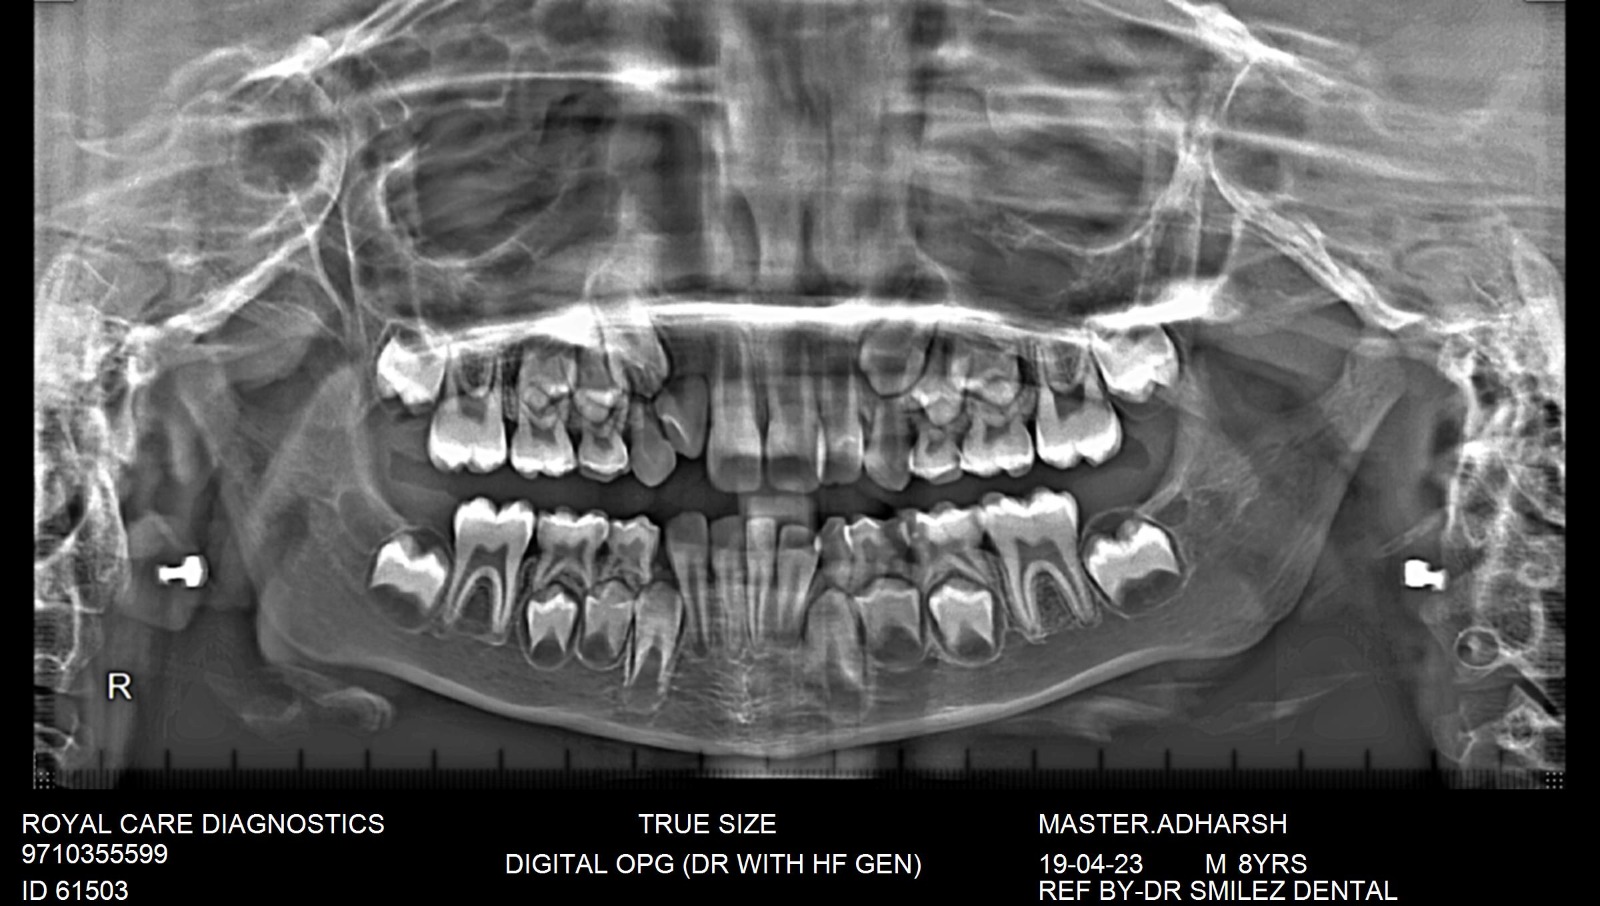 R
ROYAL CARE DIAGNOSTICS
9710355599
ID 61503
TRUE SIZE
DIGITAL OPG (DR WITH HF GEN)
MASTER.ADHARSH
19-04-23 M 8YRS
REF BY-DR SMILEZ DENTAL